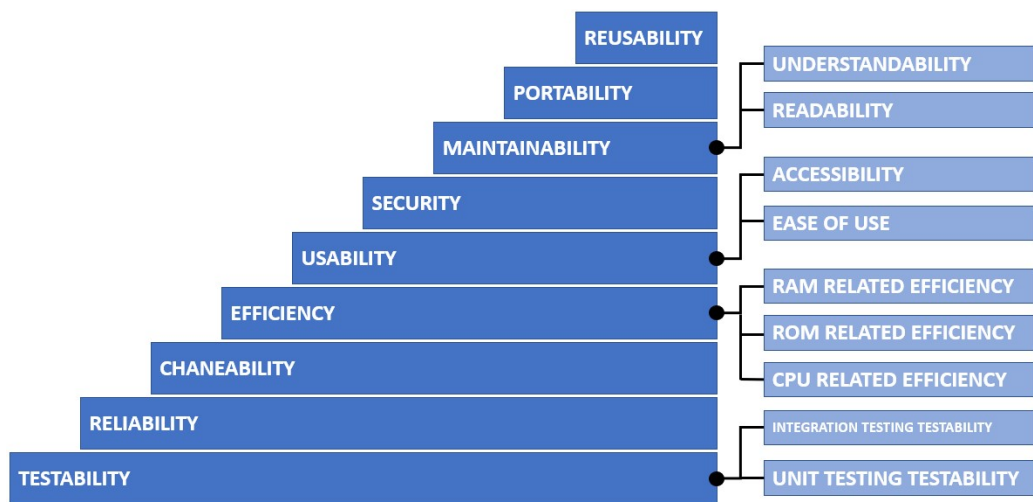 REUSABILITY
PORTABILITY
MAINTAINABILITY
SECURITY
USABILITY
EFFICIENCY
CHANEABILITY
RELIABILITY
TESTABILITY
UNDERSTANDABILITY
READABILITY
ACCESSIBILITY
EASE OF USE
RAM RELATED EFFICIENCY
ROM RELATED EFFICIENCY
CPU RELATED EFFICIENCY
INTEGRATION TESTING TESTABILITY
UNIT TESTING TESTABILITY